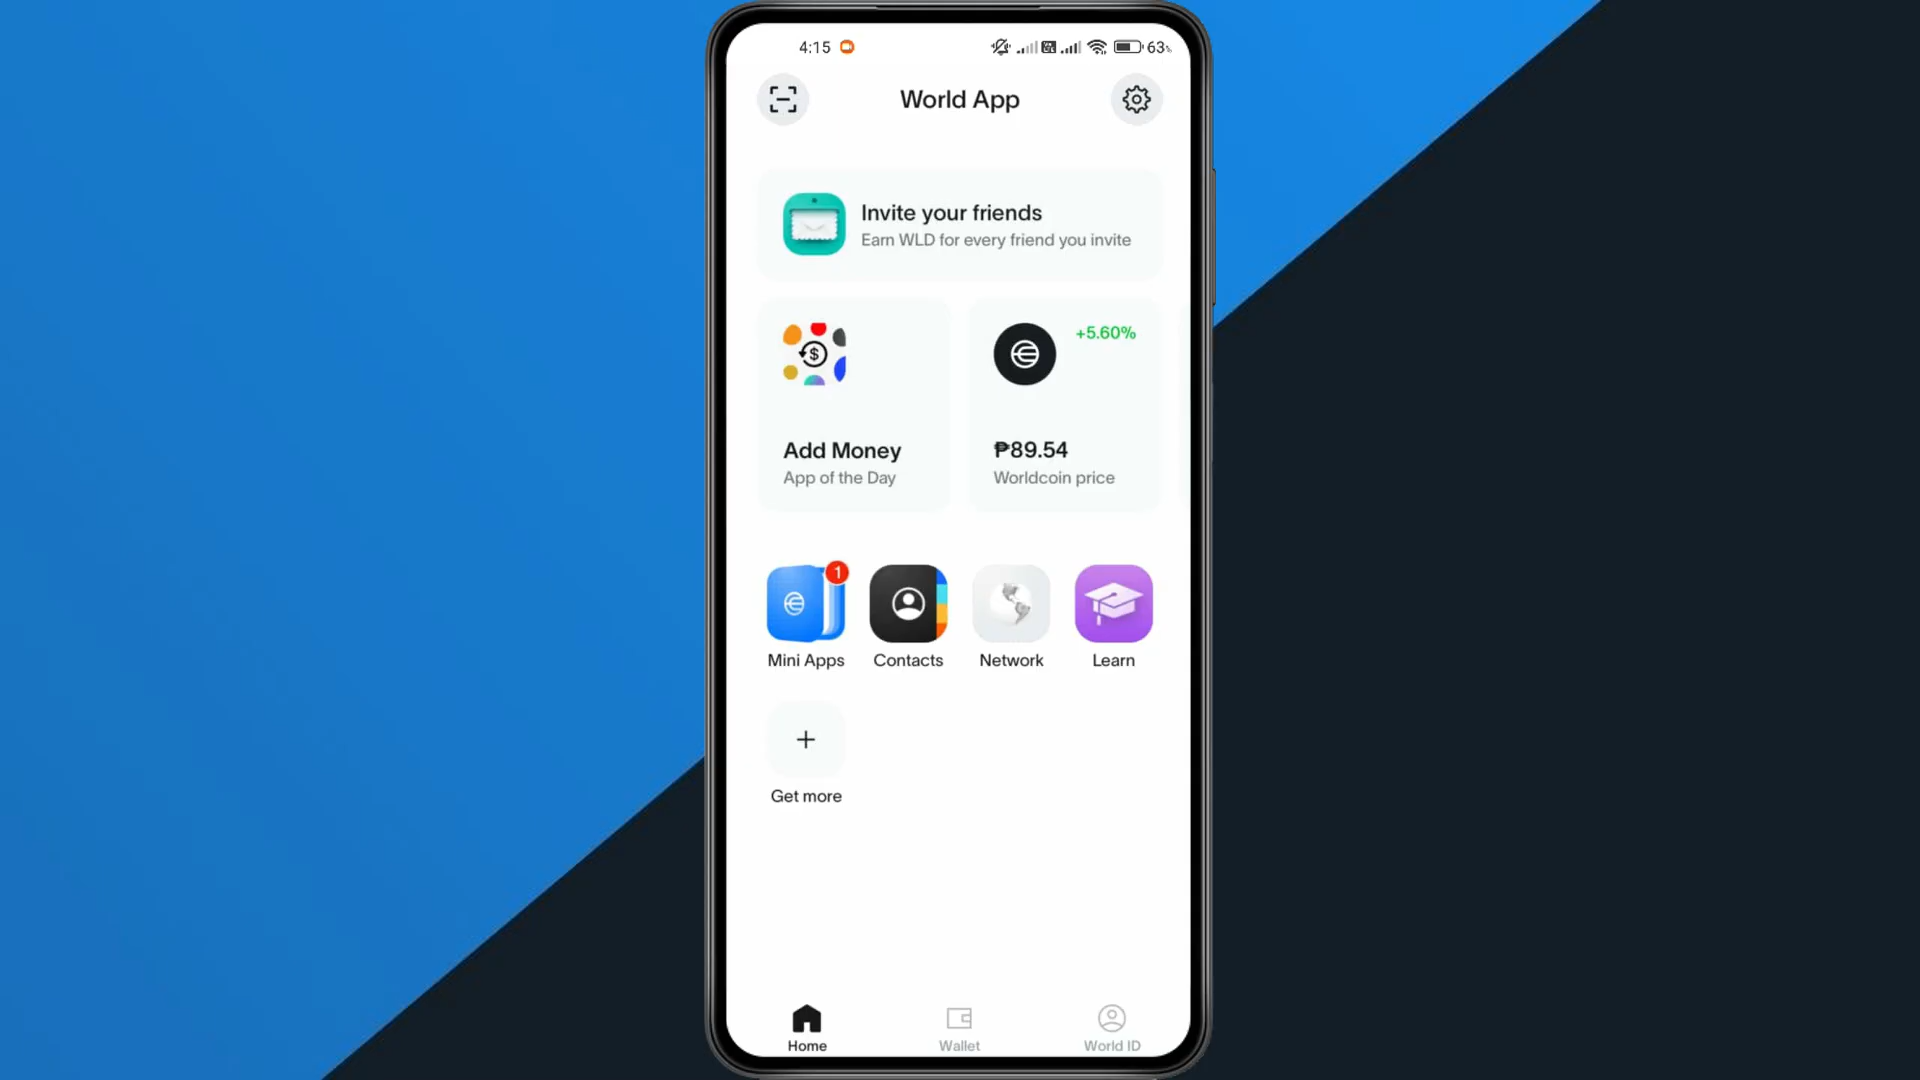 4:15
63%
World App
Invite your friends
Earn WLD for every friend you invite
+5.60%
Add Money
App of the Day
₱89.54
Worldcoin price
1
Mini Apps
Contacts
Network
Learn
Get more
Home
Wallet
World ID